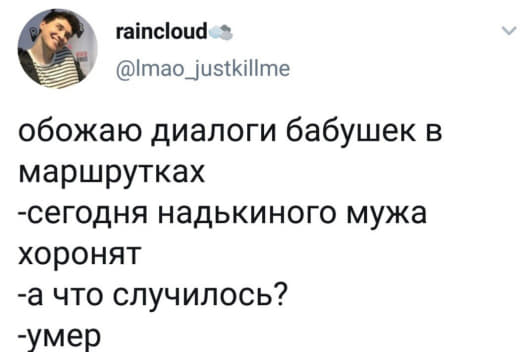 raincloud🌧️
@lmao_justkillme
обожаю диалоги бабушек в
маршрутках
-сегодня надькиного мужа
хоронят
-а что случилось?
-умер